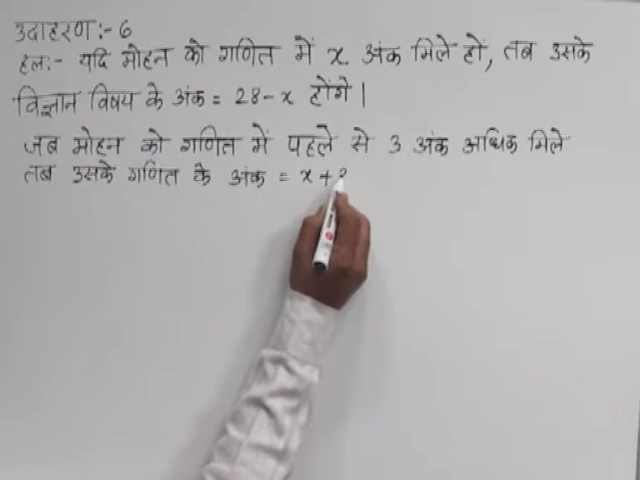 उदाहरण:- 6
हल:- यदि मोहन को गणित में x अंक मिले हों, तब उसके
विज्ञान विषय के अंक = 28 - x होंगे |
जब मोहन को गणित में पहले से 3 अंक अधिक मिले
तब उसके गणित के अंक = x +